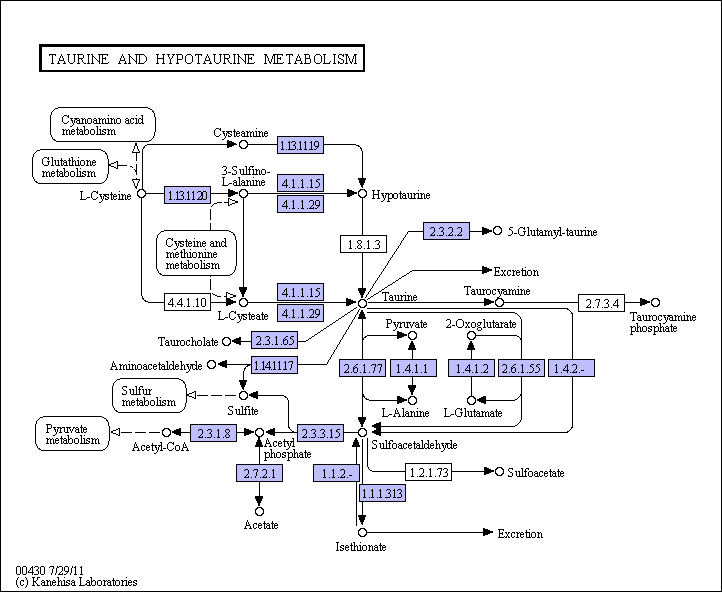 TAURINE AND HYPOTAURINE METABOLISM
Cyanoamino acid
metabolism
Cysteamine
1.13.11.19
Glutathione
metabolism
3-Sulfino-
L-alanine
4.1.1.15
L-Cysteine
1.13.11.20
4.1.1.29
Hypotaurine
2.3.2.2
5-Glutamyl-taurine
Cysteine and
methionine
metabolism
1.8.1.3
Excretion
4.4.1.10
L-Cysteate
4.1.1.15
4.1.1.29
Taurine
Taurocyamine
2.7.3.4
Taurocyamine
phosphate
Taurocholate
2.3.1.65
Pyruvate
2-Oxoglutarate
Aminoacetaldehyde
1.14.11.17
2.6.1.77
1.4.1.1
1.4.1.2
2.6.1.55
1.4.2.-
Sulfur
metabolism
Sulfite
L-Alanine
L-Glutamate
Pyruvate
metabolism
Acetyl-CoA
2.3.1.8
Acetyl
phosphate
2.3.3.15
Sulfoacetaldehyde
2.7.2.1
1.1.2.-
1.2.1.73
Sulfoacetate
1.1.1.313
Acetate
Isethionate
Excretion
00430 7/29/11
(c) Kanehisa Laboratories